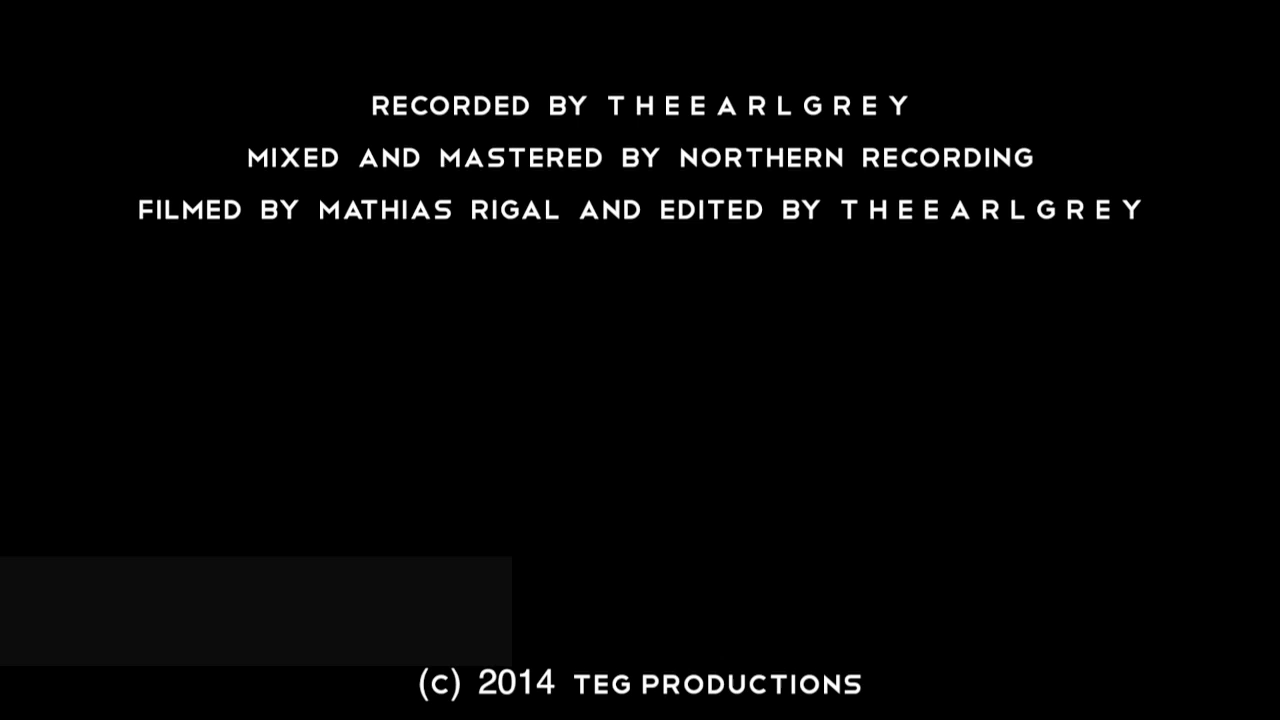 RECORDED BY T H E E A R L G R E Y
MIXED AND MASTERED BY NORTHERN RECORDING
FILMED BY MATHIAS RIGAL AND EDITED BY T H E E A R L G R E Y
(c) 2014 TEG PRODUCTIONS